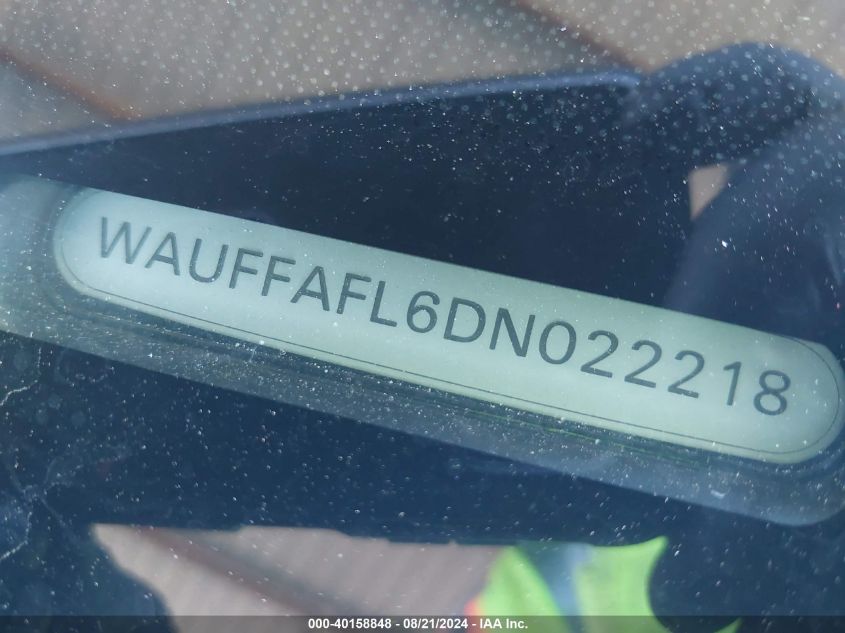 WAUFFAFL6DN022218
000-40158848 - 08/21/2024 - IAA Inc.